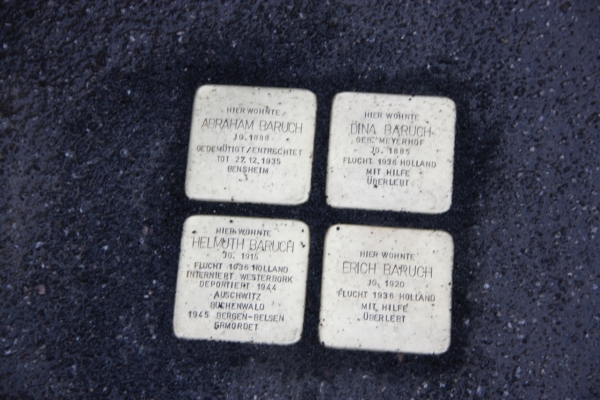 HIER WOHNTE
ABRAHAM BARUCH
JG. 1888
GEDEMÜTIGT/ENTRECHTET
TOT 27.12.1935
BENSHEIM
HIER WOHNTE
DINA BARUCH
GEB. MEYERHOF
JG. 1885
FLUCHT 1936 HOLLAND
MIT HILFE
ÜBERLEBT
HIER WOHNTE
HELMUTH BARUCH
JG. 1915
FLUCHT 1936 HOLLAND
INTERNIERT WESTERBORK
DEPORTIERT 1944
AUSCHWITZ
BUCHENWALD
1945 BERGEN-BELSEN
ERMORDET
HIER WOHNTE
ERICH BARUCH
JG. 1920
FLUCHT 1936 HOLLAND
MIT HILFE
ÜBERLEBT